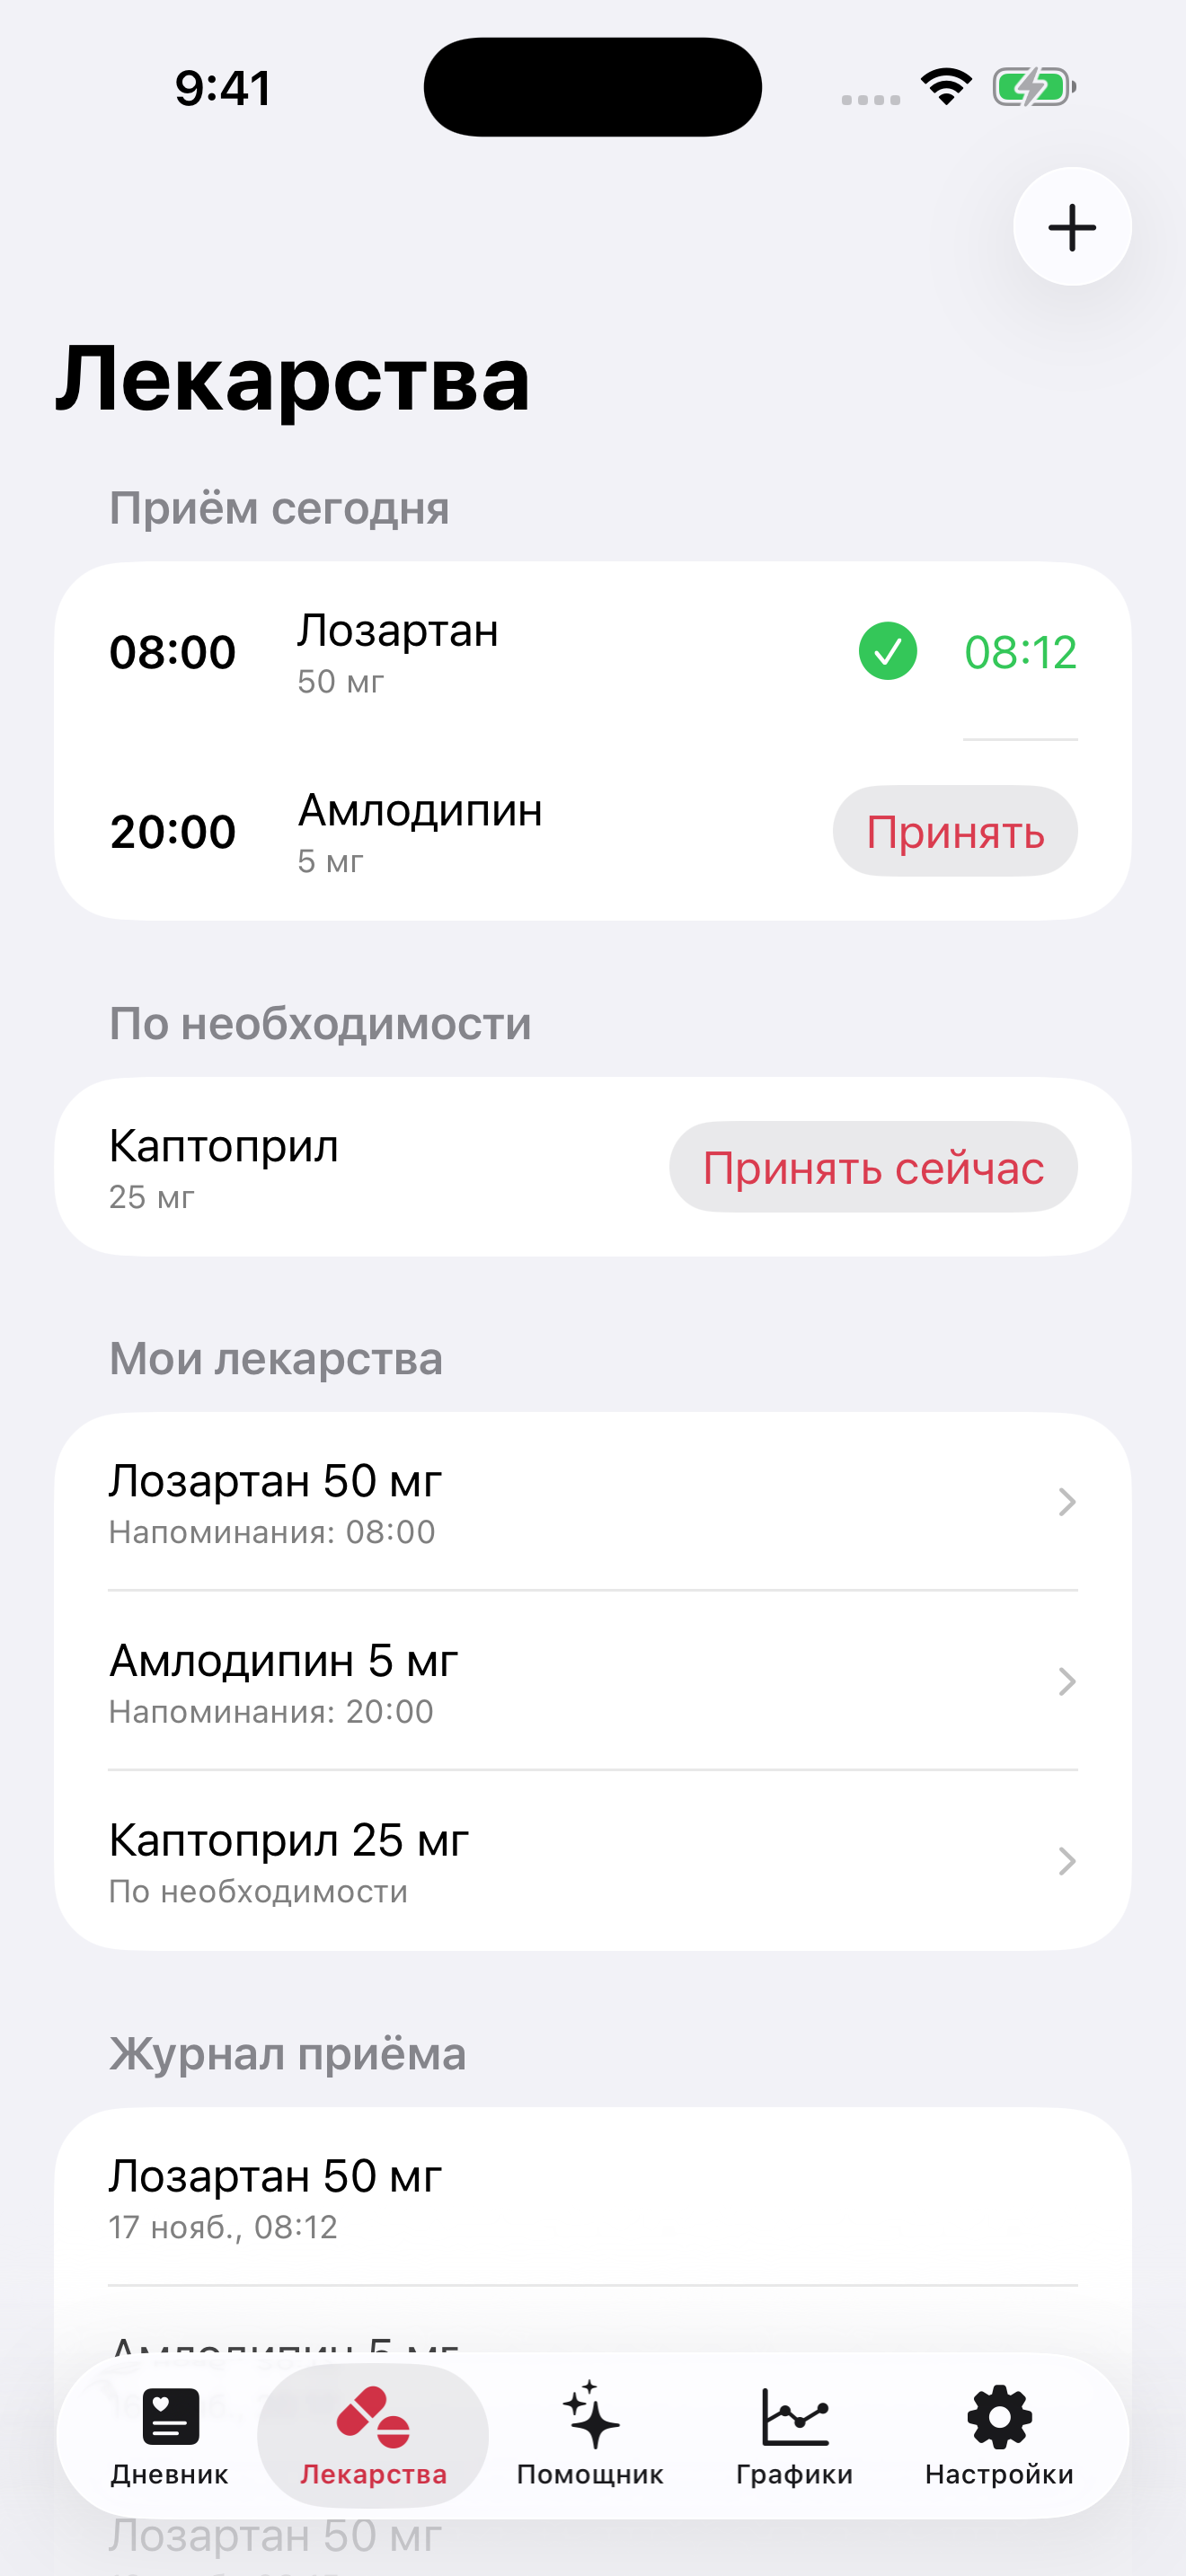 9:41
Лекарства
Приём сегодня
08:00
Лозартан
50 мг
08:12
20:00
Амлодипин
5 мг
Принять
По необходимости
Каптоприл
25 мг
Принять сейчас
Мои лекарства
Лозартан 50 мг
Напоминания: 08:00
Амлодипин 5 мг
Напоминания: 20:00
Каптоприл 25 мг
По необходимости
Журнал приёма
Лозартан 50 мг
17 нояб., 08:12
Амлодипин 5 мг
Дневник
Лекарства
Помощник
Графики
Настройки
Лозартан 50 мг